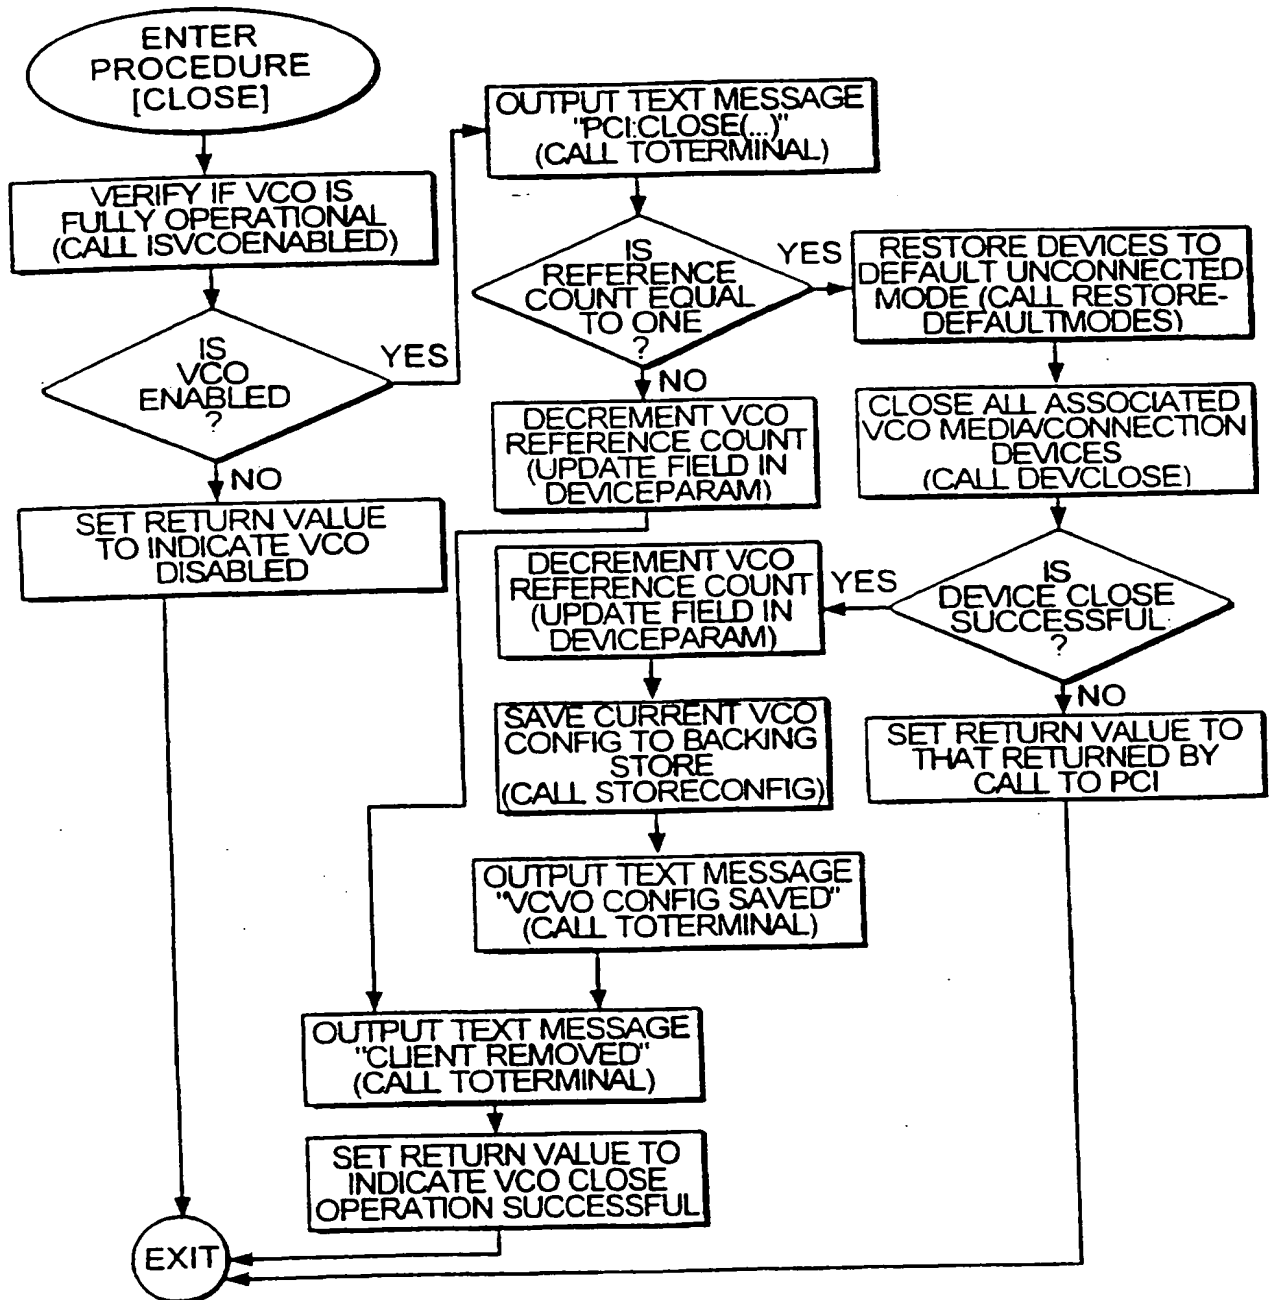 ENTER
PROCEDURE
[CLOSE]
VERIFY IF VCO IS
FULLY OPERATIONAL
(CALL ISVCOENABLED)
IS
VCO
ENABLED
?
YES
NO
SET RETURN VALUE
TO INDICATE VCO
DISABLED
OUTPUT TEXT MESSAGE
"PCI:CLOSE(...)"
(CALL TOTERMINAL)
IS
REFERENCE
COUNT EQUAL
TO ONE
?
YES
NO
RESTORE DEVICES TO
DEFAULT UNCONNECTED
MODE (CALL RESTORE-
DEFAULTMODES)
DECREMENT VCO
REFERENCE COUNT
(UPDATE FIELD IN
DEVICEPARAM)
CLOSE ALL ASSOCIATED
VCO MEDIA/CONNECTION
DEVICES
(CALL DEVCLOSE)
IS
DEVICE CLOSE
SUCCESSFUL
?
YES
NO
DECREMENT VCO
REFERENCE COUNT
(UPDATE FIELD IN
DEVICEPARAM)
SAVE CURRENT VCO
CONFIG TO BACKING
STORE
(CALL STORECONFIG)
SET RETURN VALUE TO
THAT RETURNED BY
CALL TO PCI
OUTPUT TEXT MESSAGE
"VCVO CONFIG SAVED"
(CALL TOTERMINAL)
OUTPUT TEXT MESSAGE
"CLIENT REMOVED"
(CALL TOTERMINAL)
SET RETURN VALUE TO
INDICATE VCO CLOSE
OPERATION SUCCESSFUL
EXIT